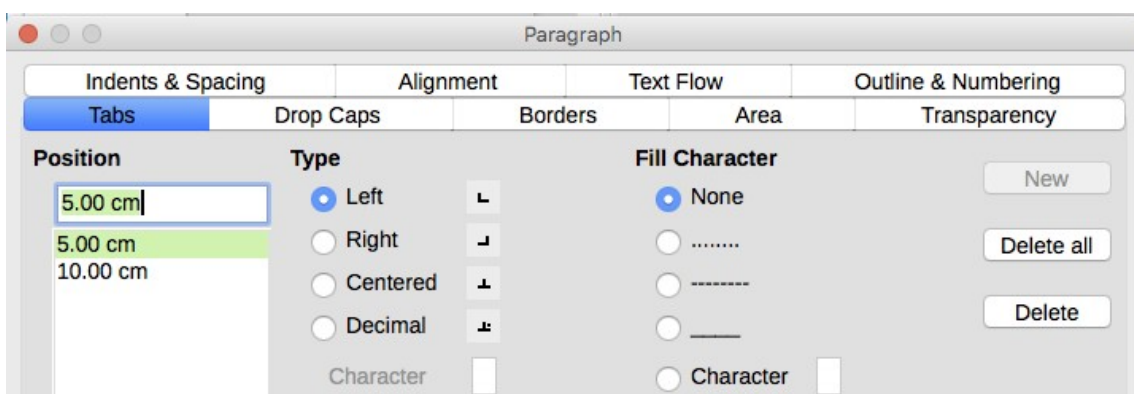 Paragraph
Indents & Spacing Alignment Text Flow Outline & Numbering
Tabs Drop Caps Borders Area Transparency
Position Type Fill Character
New
5.00 cm Left None
5.00 cm Right ........ Delete all
10.00 cm Centered --------
Decimal ____ Delete
Character Character